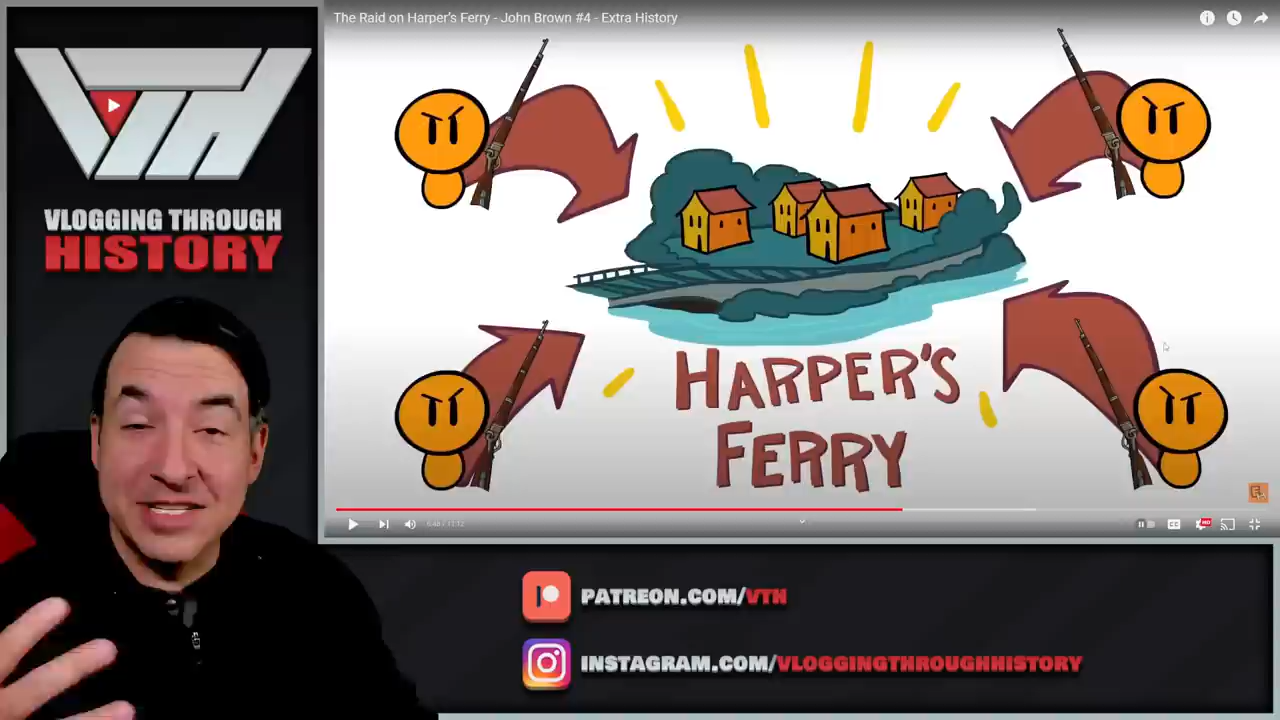 The Raid on Harper's Ferry - John Brown #4 - Extra History
VTH
VLOGGING THROUGH
HISTORY
HARPER'S
FERRY
PATREON.COM/VTH
INSTAGRAM.COM/VLOGGINGTHROUGHHISTORY